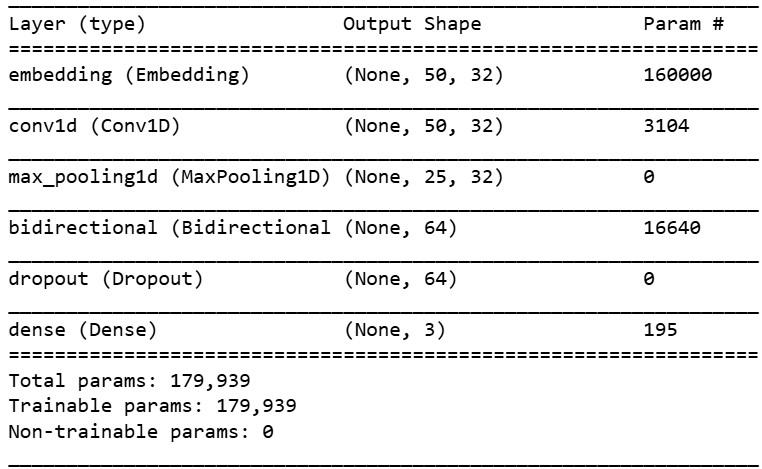 _________________________________________________________________
Layer (type)                 Output Shape              Param #
=================================================================
embedding (Embedding)        (None, 50, 32)            160000
_________________________________________________________________
conv1d (Conv1D)              (None, 50, 32)            3104
_________________________________________________________________
max_pooling1d (MaxPooling1D) (None, 25, 32)            0
_________________________________________________________________
bidirectional (Bidirectional (None, 64)                16640
_________________________________________________________________
dropout (Dropout)            (None, 64)                0
_________________________________________________________________
dense (Dense)                (None, 3)                 195
=================================================================
Total params: 179,939
Trainable params: 179,939
Non-trainable params: 0
_________________________________________________________________